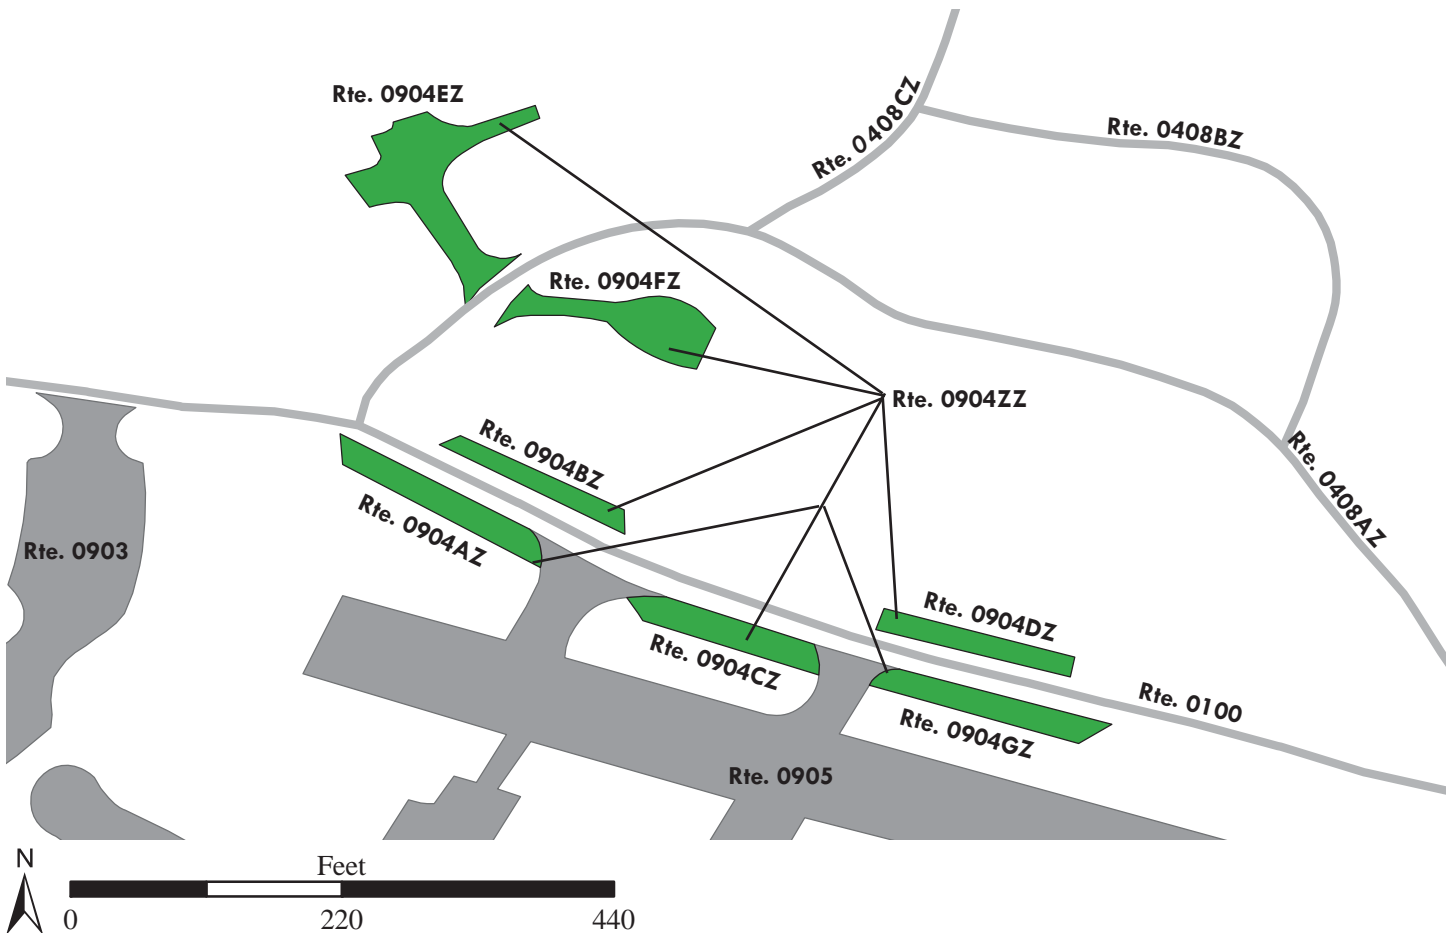 Rte. 0904EZ
Rte. 0408CZ
Rte. 0408BZ
Rte. 0904FZ
Rte. 0904ZZ
Rte. 0904BZ
Rte. 0408AZ
Rte. 0904AZ
Rte. 0903
Rte. 0904DZ
Rte. 0904CZ
Rte. 0100
Rte. 0904GZ
Rte. 0905
N
Feet
0 220 440